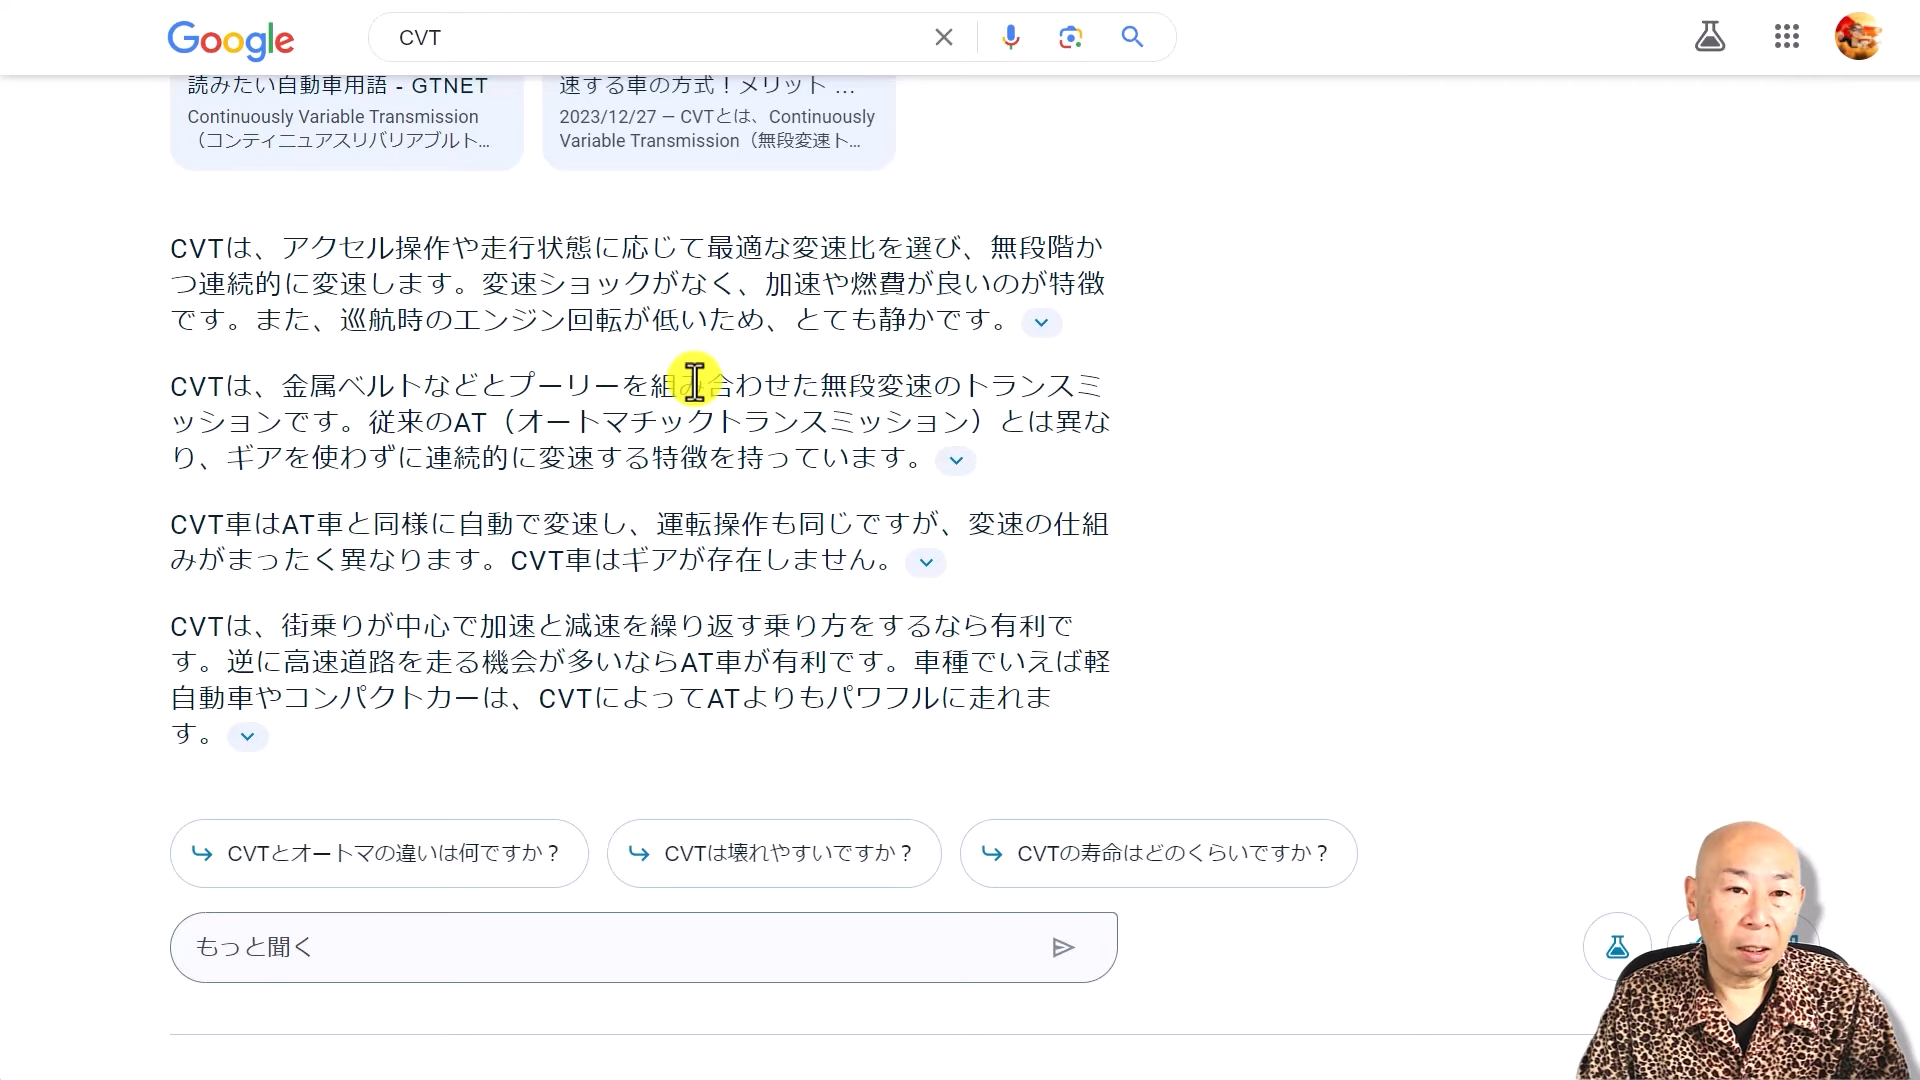 Google
CVT
読みたい自動車用語 - GTNET
Continuously Variable Transmission
（コンティニュアスリバリアブルト...
速する車の方式！メリット ...
2023/12/27 — CVTとは、Continuously
Variable Transmission（無段変速ト...
CVTは、アクセル操作や走行状態に応じて最適な変速比を選び、無段階か
つ連続的に変速します。変速ショックがなく、加速や燃費が良いのが特徴
です。また、巡航時のエンジン回転が低いため、とても静かです。
CVTは、金属ベルトなどとプーリーを組み合わせた無段変速のトランスミ
ッションです。従来のAT（オートマチックトランスミッション）とは異な
り、ギアを使わずに連続的に変速する特徴を持っています。
CVT車はAT車と同様に自動で変速し、運転操作も同じですが、変速の仕組
みがまったく異なります。CVT車はギアが存在しません。
CVTは、街乗りが中心で加速と減速を繰り返す乗り方をするなら有利で
す。逆に高速道路を走る機会が多いならAT車が有利です。車種でいえば軽
自動車やコンパクトカーは、CVTによってATよりもパワフルに走れま
す。
CVTとオートマの違いは何ですか？
CVTは壊れやすいですか？
CVTの寿命はどのくらいですか？
もっと聞く